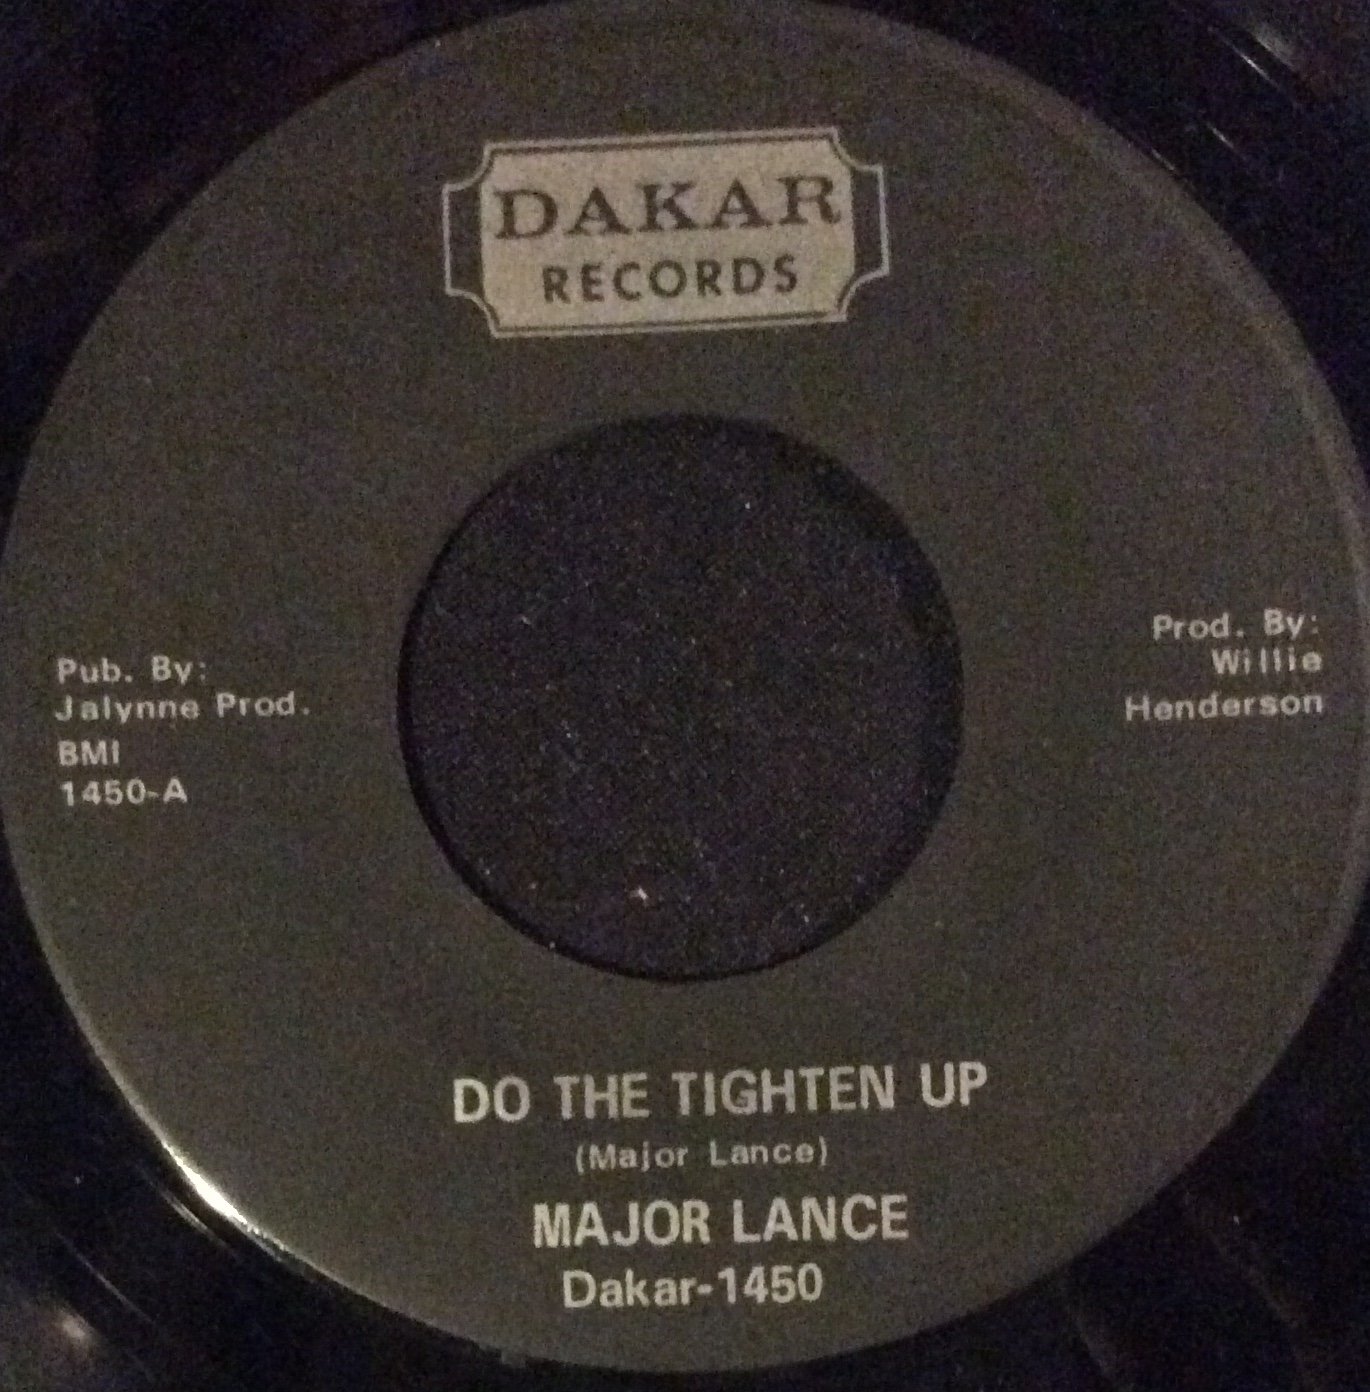 DAKAR
RECORDS
Pub. By:
Jalynne Prod.
BMI
1450-A
Prod. By:
Willie
Henderson
DO THE TIGHTEN UP
(Major Lance)
MAJOR LANCE
Dakar-1450